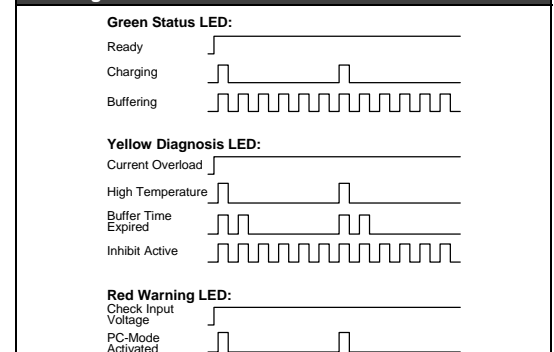 Green Status LED:
Ready
Charging
Buffering
Yellow Diagnosis LED:
Current Overload
High Temperature
Buffer Time
Expired
Inhibit Active
Red Warning LED:
Check Input
Voltage
PC-Mode
Activated